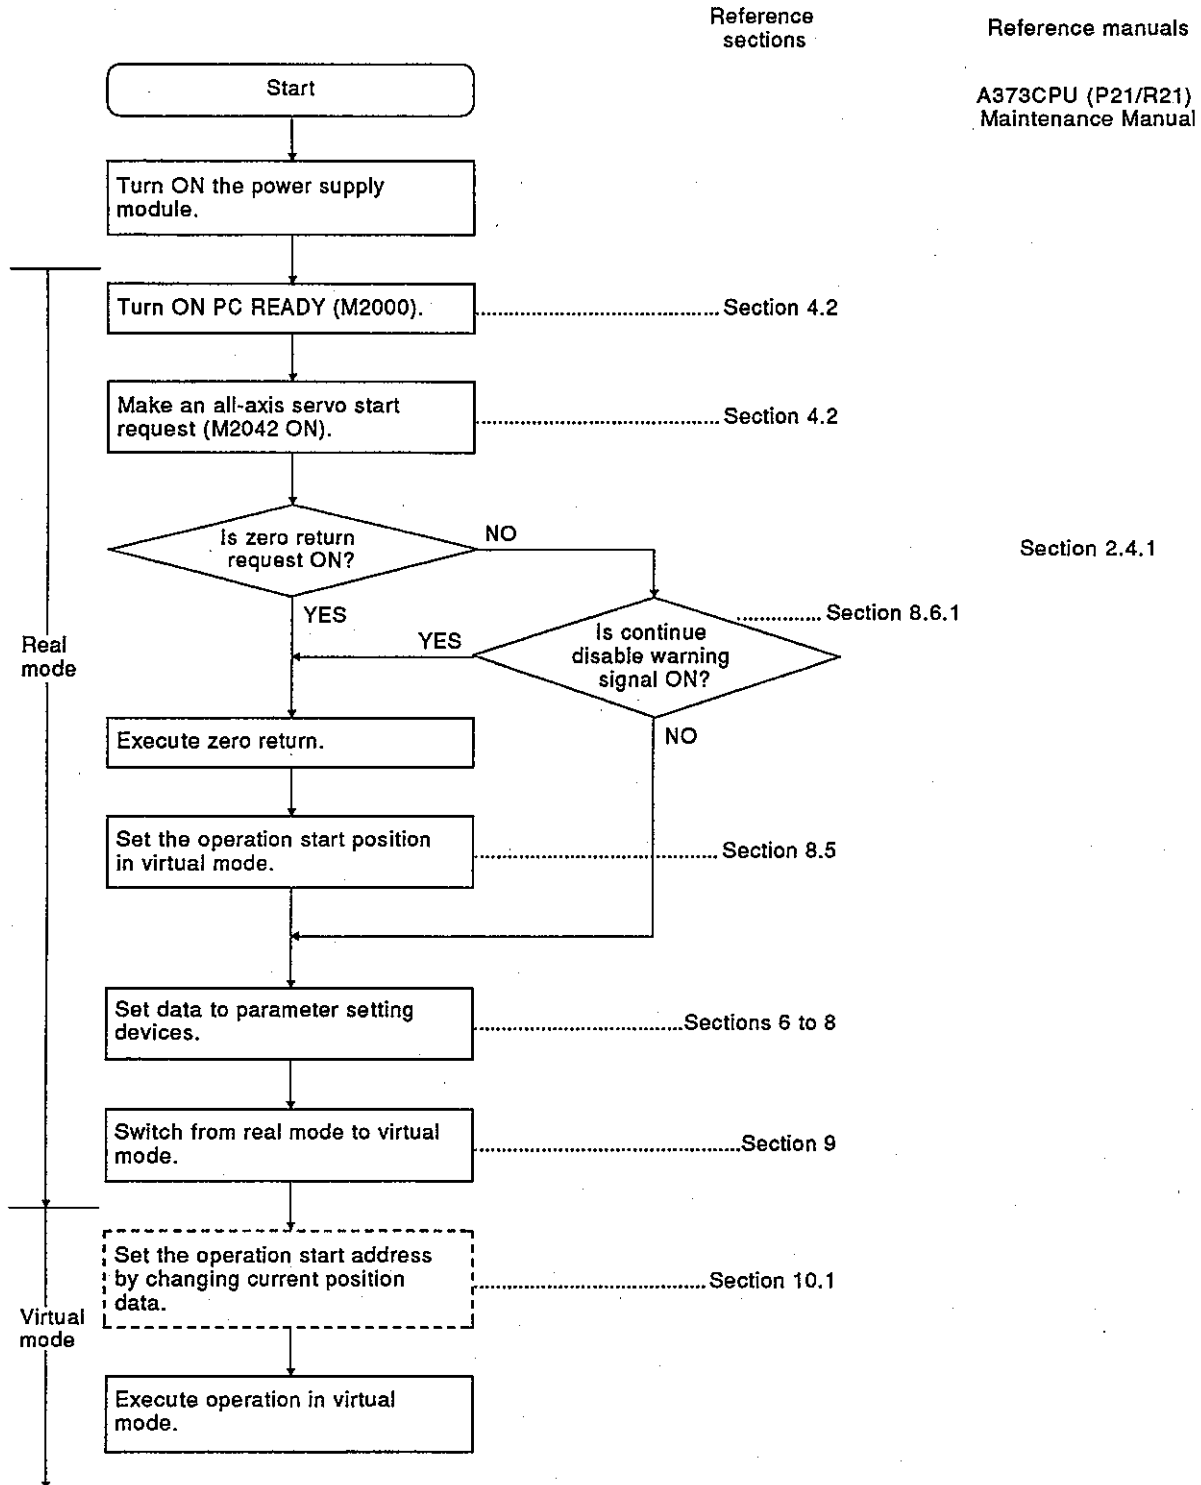 Reference
sections
Reference manuals
Start
A373CPU (P21/R21)
Maintenance Manual
Turn ON the power supply
module.
Turn ON PC READY (M2000).
Section 4.2
Make an all-axis servo start
request (M2042 ON).
Section 4.2
Is zero return
request ON?
NO
Section 2.4.1
YES
Section 8.6.1
Real
mode
YES
Is continue
disable warning
signal ON?
NO
Execute zero return.
Set the operation start position
in virtual mode.
Section 8.5
Set data to parameter setting
devices.
Sections 6 to 8
Switch from real mode to virtual
mode.
Section 9
Set the operation start address
by changing current position
data.
Section 10.1
Virtual
mode
Execute operation in virtual
mode.